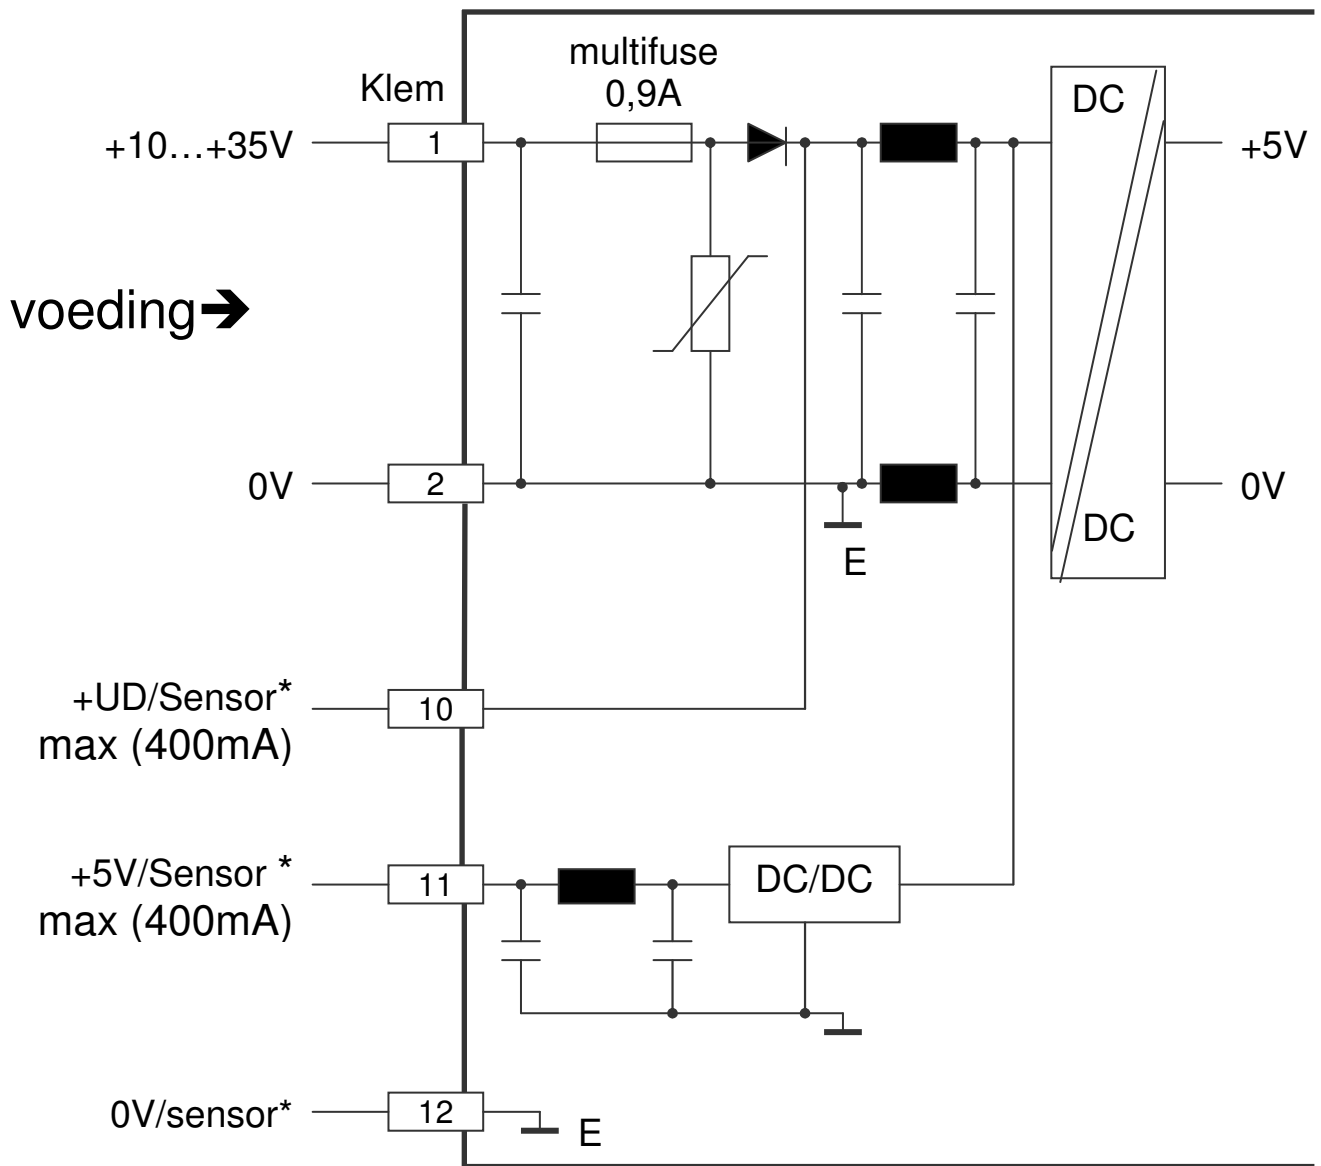 multifuse
0,9A
Klem
+10...+35V
1
DC
+5V
voeding➔
0V
2
0V
DC
E
+UD/Sensor*
10
max (400mA)
+5V/Sensor *
11
DC/DC
max (400mA)
0V/sensor*
12
E